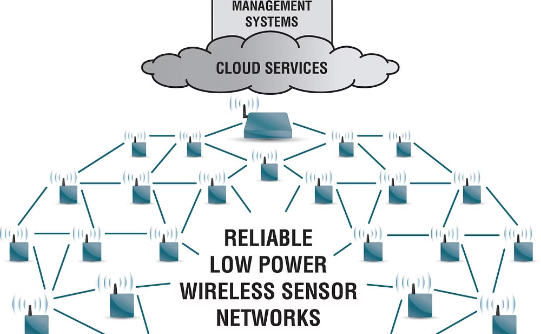 MANAGEMENT
SYSTEMS
CLOUD SERVICES
RELIABLE
LOW POWER
WIRELESS SENSOR
NETWORKS